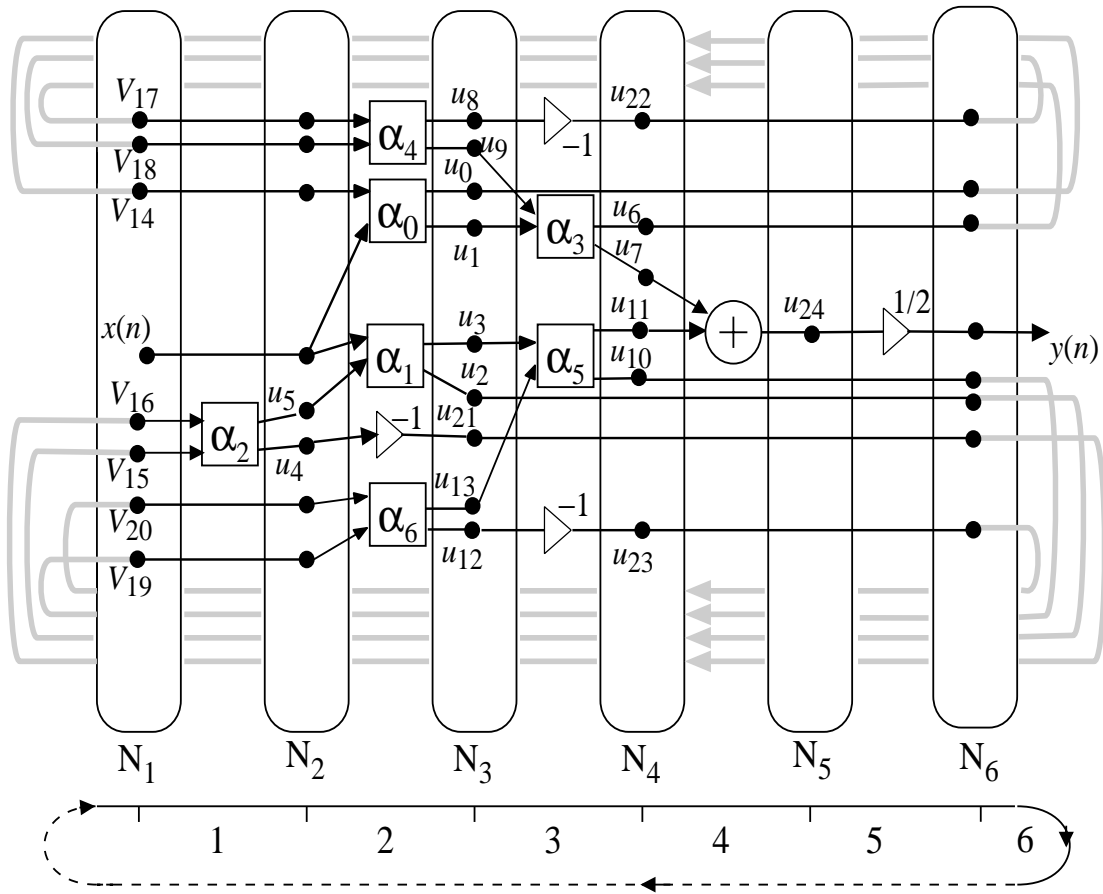 V17 u8 u22
α4 −1
V18 u9
u0
V14 α0 u6
u1 α3 u7
x(n) u3 u11 u24 1/2
α1 α5 + y(n)
V16 u5 u2 u10
α2 u21 −1
V15 u4
V20 u13 −1
α6
V19 u12 u23
N1 N2 N3 N4 N5 N6
1 2 3 4 5 6